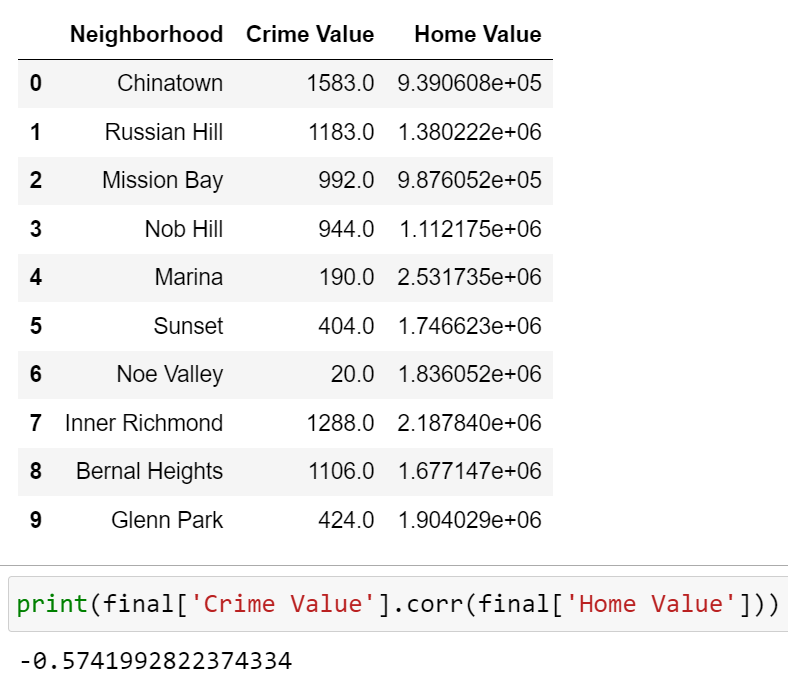 Neighborhood Crime Value Home Value
0 Chinatown 1583.0 9.390608e+05
1 Russian Hill 1183.0 1.380222e+06
2 Mission Bay 992.0 9.876052e+05
3 Nob Hill 944.0 1.112175e+06
4 Marina 190.0 2.531735e+06
5 Sunset 404.0 1.746623e+06
6 Noe Valley 20.0 1.836052e+06
7 Inner Richmond 1288.0 2.187840e+06
8 Bernal Heights 1106.0 1.677147e+06
9 Glenn Park 424.0 1.904029e+06
print(final['Crime Value'].corr(final['Home Value']))
-0.5741992822374334